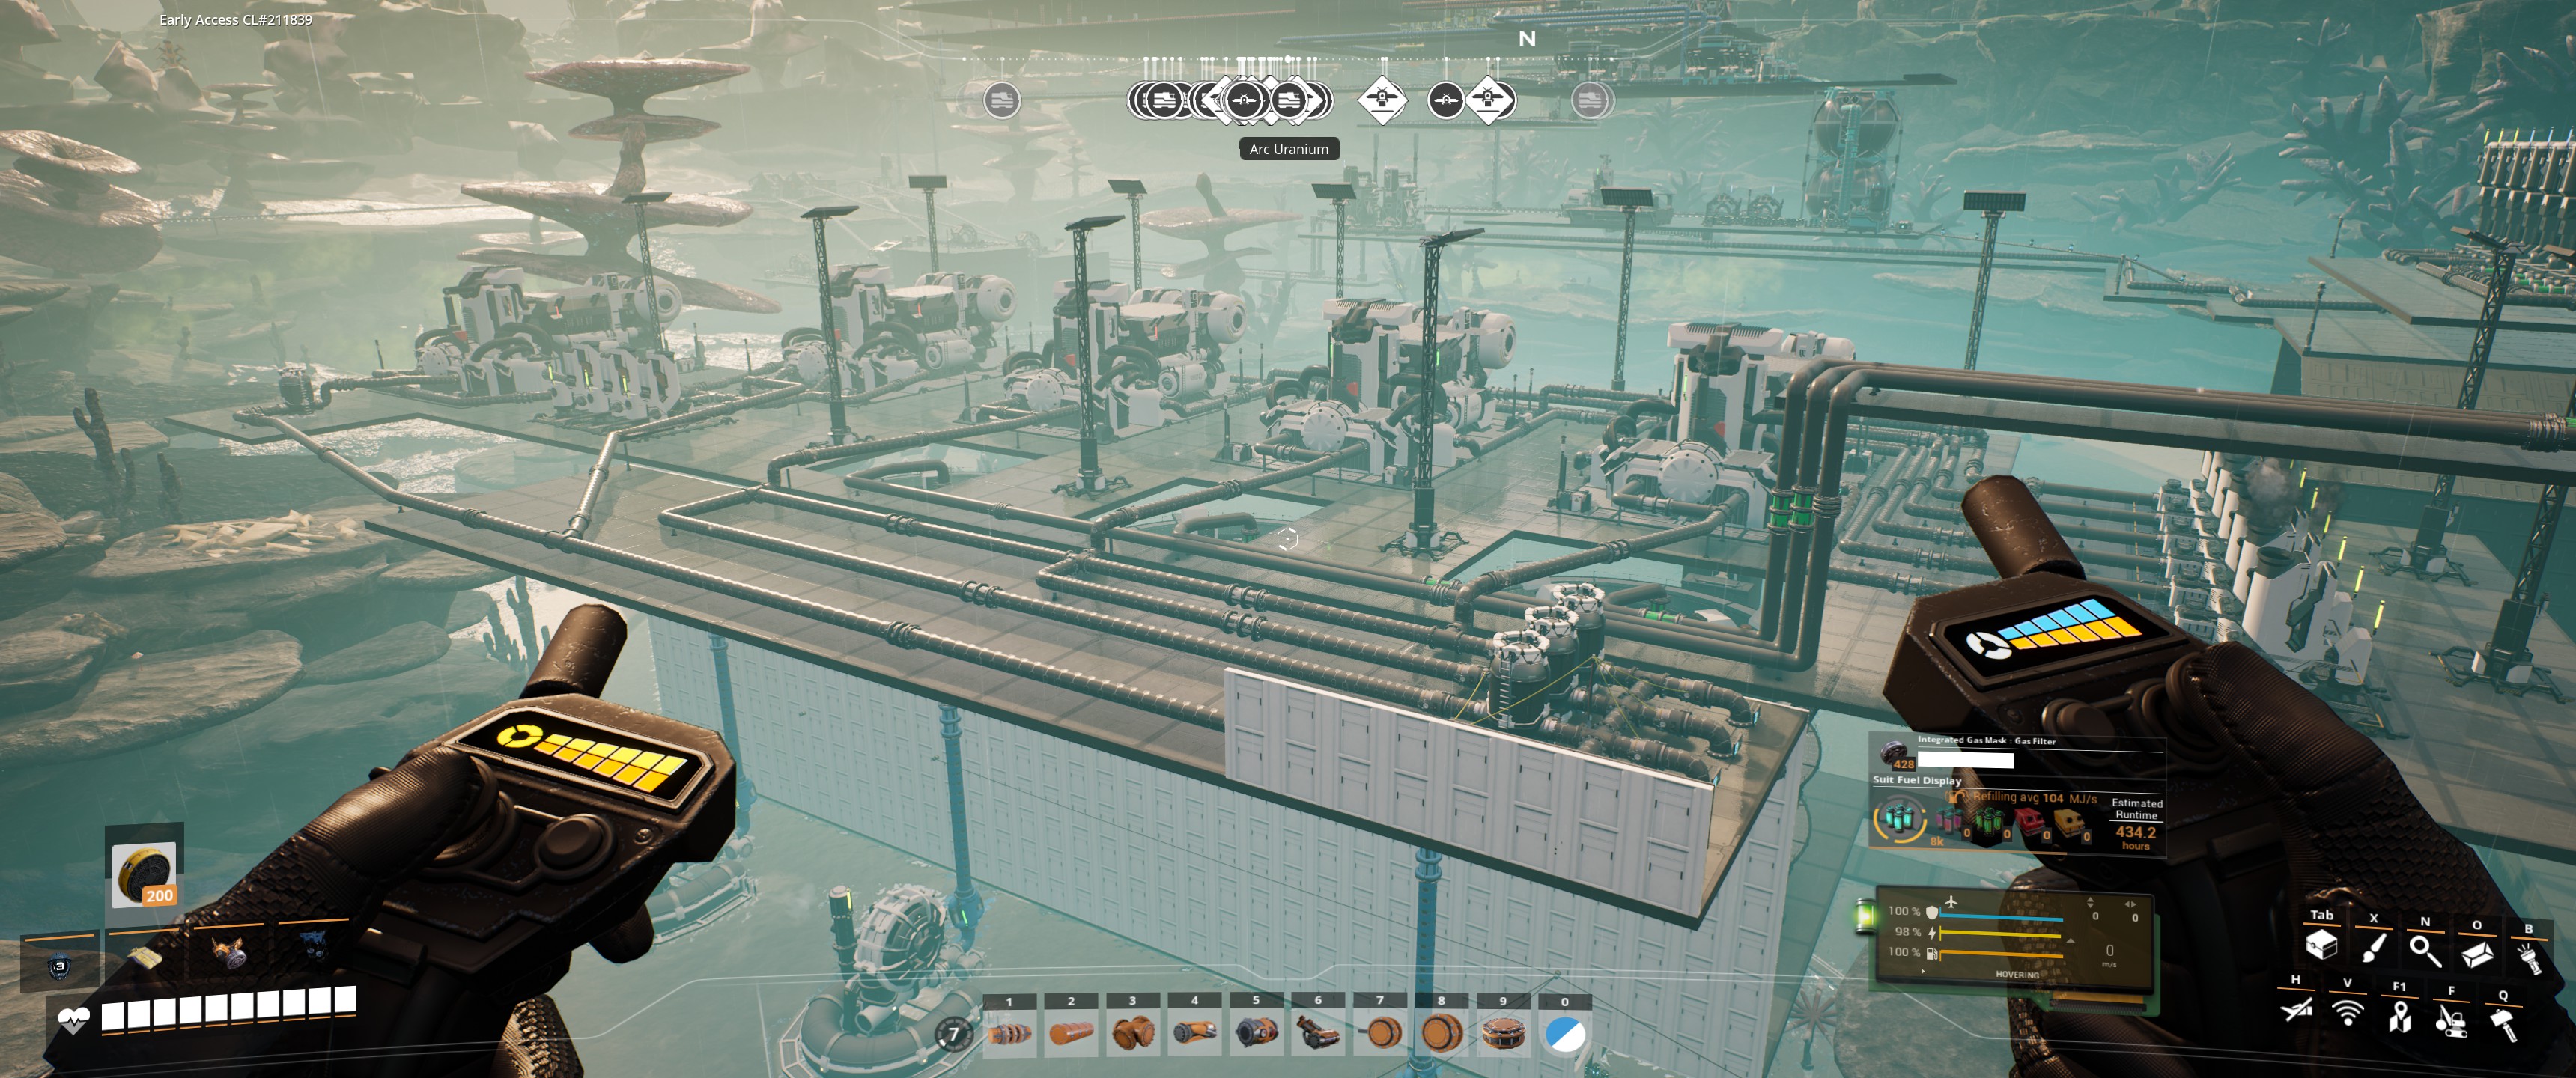 Early Access CL#211839
N
Arc Uranium
Integrated Gas Mask : Gas Filter
428
Suit Fuel Display
Refilling avg 104 MJ/s
Estimated
Runtime
434.2
hours
0
0
0
0
8k
200
3
100 %
98 %
100 %
0
0
0
m/s
HOVERING
Tab
X
N
O
B
H
V
F1
F
Q
7
1
2
3
4
5
6
7
8
9
0